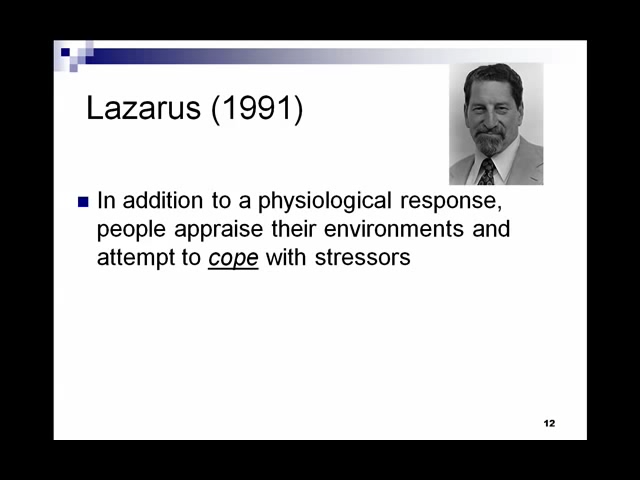 Lazarus (1991)
In addition to a physiological response,
people appraise their environments and
attempt to cope with stressors
12